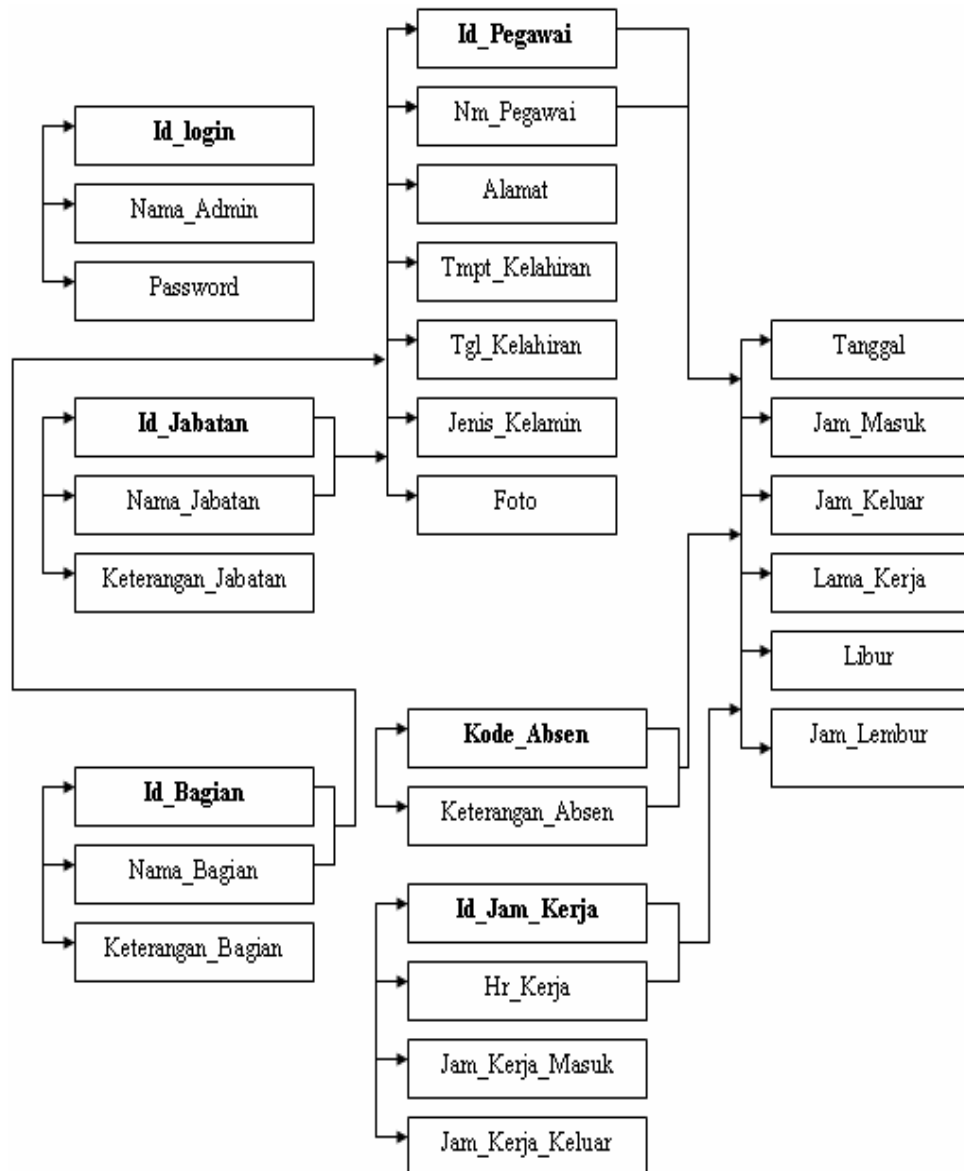 Id_login
Nama_Admin
Password
Id_Jabatan
Nama_Jabatan
Keterangan_Jabatan
Id_Bagian
Nama_Bagian
Keterangan_Bagian
Id_Pegawai
Nm_Pegawai
Alamat
Tmpt_Kelahiran
Tgl_Kelahiran
Jenis_Kelamin
Foto
Kode_Absen
Keterangan_Absen
Id_Jam_Kerja
Hr_Kerja
Jam_Kerja_Masuk
Jam_Kerja_Keluar
Tanggal
Jam_Masuk
Jam_Keluar
Lama_Kerja
Libur
Jam_Lembur